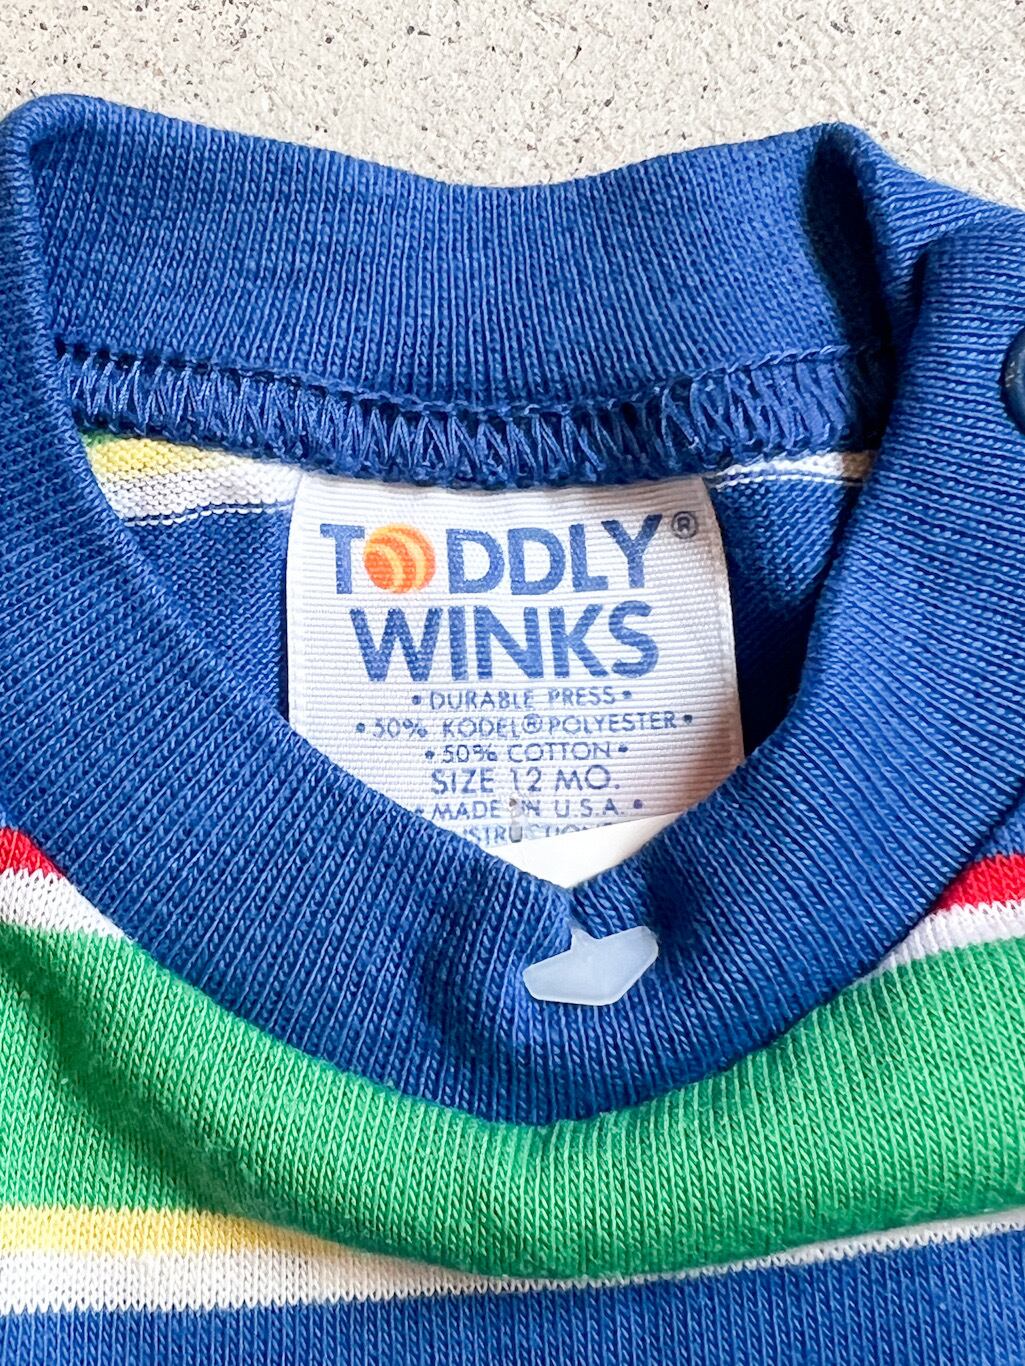 TODDLY®
WINKS
• DURABLE PRESS •
• 50% KODEL® POLYESTER •
• 50% COTTON •
SIZE 12 MO.
• MADE IN U.S.A. •